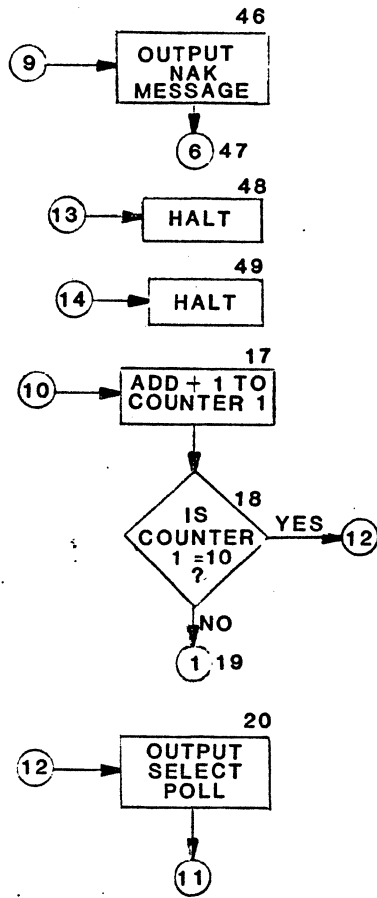 46
9
OUTPUT
NAK
MESSAGE
6 47
48
13
HALT
49
14
HALT
17
10
ADD + 1 TO
COUNTER 1
18
IS
COUNTER
1 =10
?
YES
12
NO
1 19
20
12
OUTPUT
SELECT
POLL
11